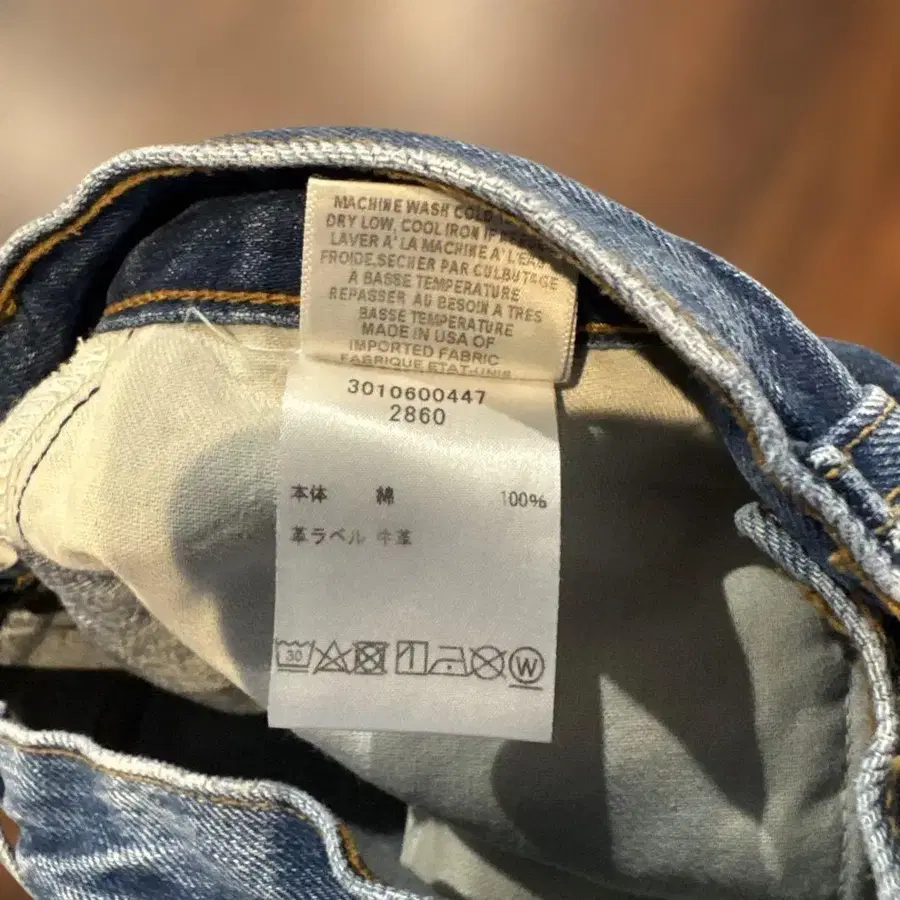 MACHINE WASH COLD
DRY LOW, COOL IRON IF
LAVER A' LA MACHINE A' L'EAU
FROIDE.SECHER PAR CULBUTAGE
A BASSE TEMPERATURE
REPASSER AU BESOIN A TRES
BASSE TEMPERATURE
MADE IN USA OF
IMPORTED FABRIC
FABRIQUE ETAT-UNIS
3010600447
2860
本体 綿 100%
革ラベル 牛革
30 W